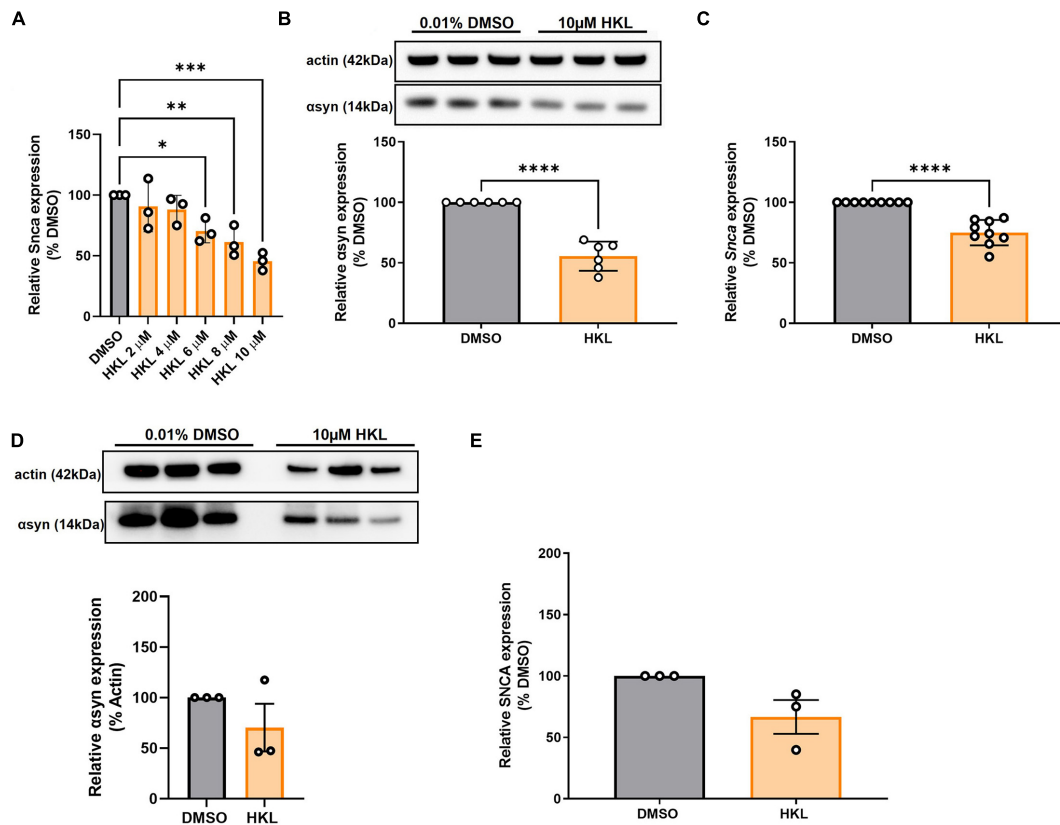 A
***
**
*
150
100
50
0
Relative Snca expression
(% DMSO)
DMSO
HKL 2 μM
HKL 4 μM
HKL 6 μM
HKL 8 μM
HKL 10 μM
B
0.01% DMSO
10μM HKL
actin (42kDa)
αsyn (14kDa)
****
150
100
50
0
Relative αsyn expression
(% DMSO)
DMSO
HKL
C
****
150
100
50
0
Relative Snca expression
(% DMSO)
DMSO
HKL
D
0.01% DMSO
10μM HKL
actin (42kDa)
αsyn (14kDa)
200
150
100
50
0
Relative αsyn expression
(% Actin)
DMSO
HKL
E
200
150
100
50
0
Relative SNCA expression
(% DMSO)
DMSO
HKL